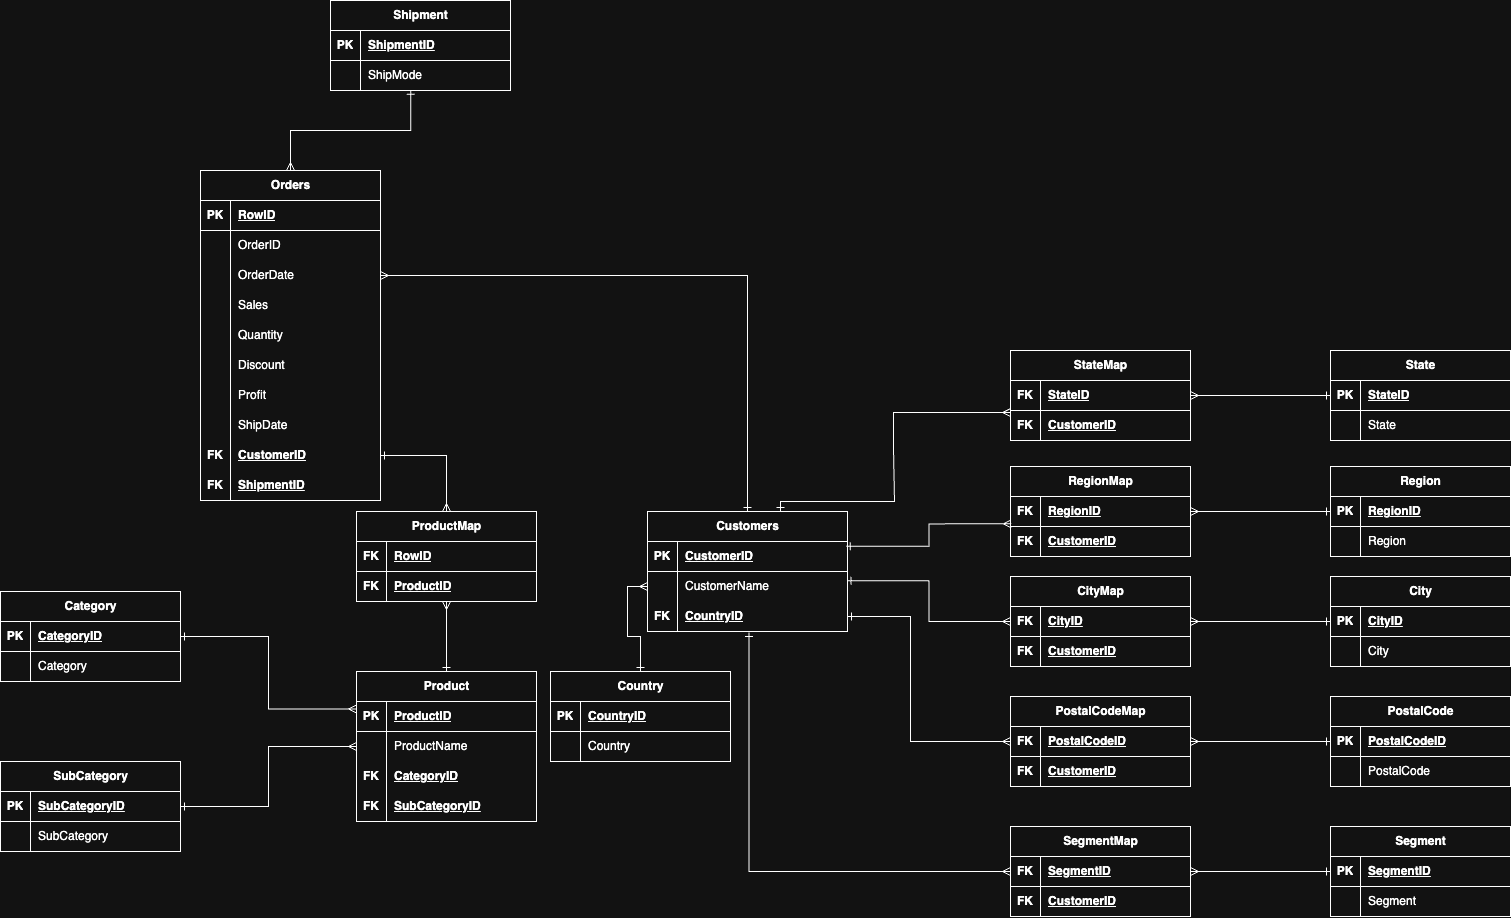 Shipment
PK ShipmentID
ShipMode
Orders
PK RowID
OrderID
OrderDate
Sales
Quantity
Discount
Profit
ShipDate
FK CustomerID
FK ShipmentID
ProductMap
FK RowID
FK ProductID
Category
PK CategoryID
Category
SubCategory
PK SubCategoryID
SubCategory
Product
PK ProductID
ProductName
FK CategoryID
FK SubCategoryID
Country
PK CountryID
Country
Customers
PK CustomerID
CustomerName
FK CountryID
StateMap
FK StateID
FK CustomerID
State
PK StateID
State
RegionMap
FK RegionID
FK CustomerID
Region
PK RegionID
Region
CityMap
FK CityID
FK CustomerID
City
PK CityID
City
PostalCodeMap
FK PostalCodeID
FK CustomerID
PostalCode
PK PostalCodeID
PostalCode
SegmentMap
FK SegmentID
FK CustomerID
Segment
PK SegmentID
Segment